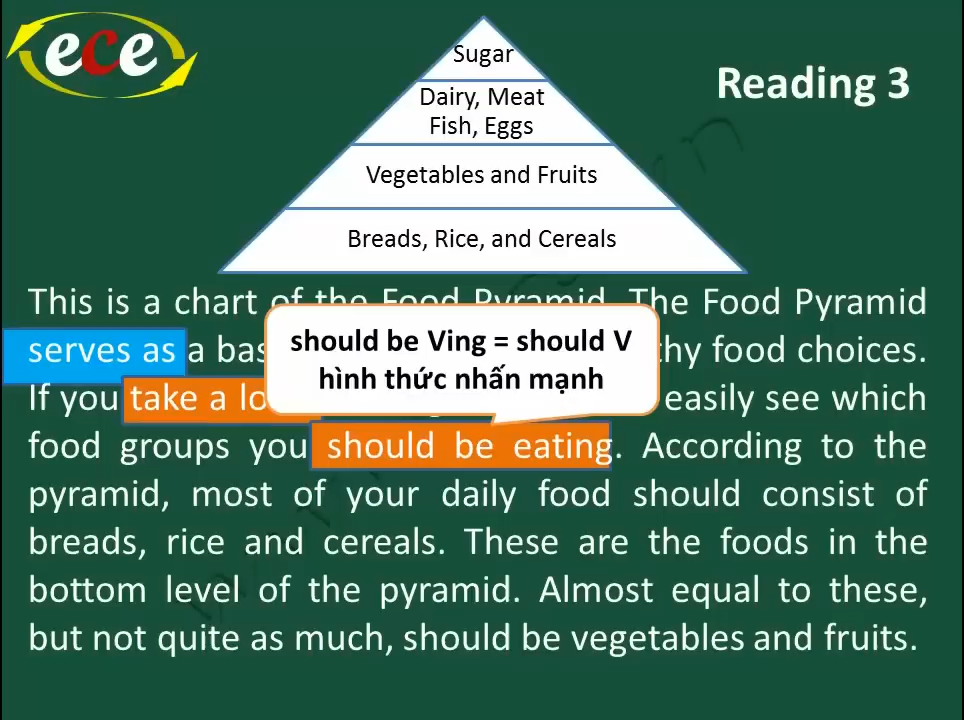 ece
Sugar
Dairy, Meat
Fish, Eggs
Vegetables and Fruits
Breads, Rice, and Cereals
Reading 3
This is a chart of the Food Pyramid. The Food Pyramid
serves as a thy food choices.
If you take a easily see which
food groups you should be eating. According to the
pyramid, most of your daily food should consist of
breads, rice and cereals. These are the foods in the
bottom level of the pyramid. Almost equal to these,
but not quite as much, should be vegetables and fruits.
should be Ving = should V
hình thức nhấn mạnh